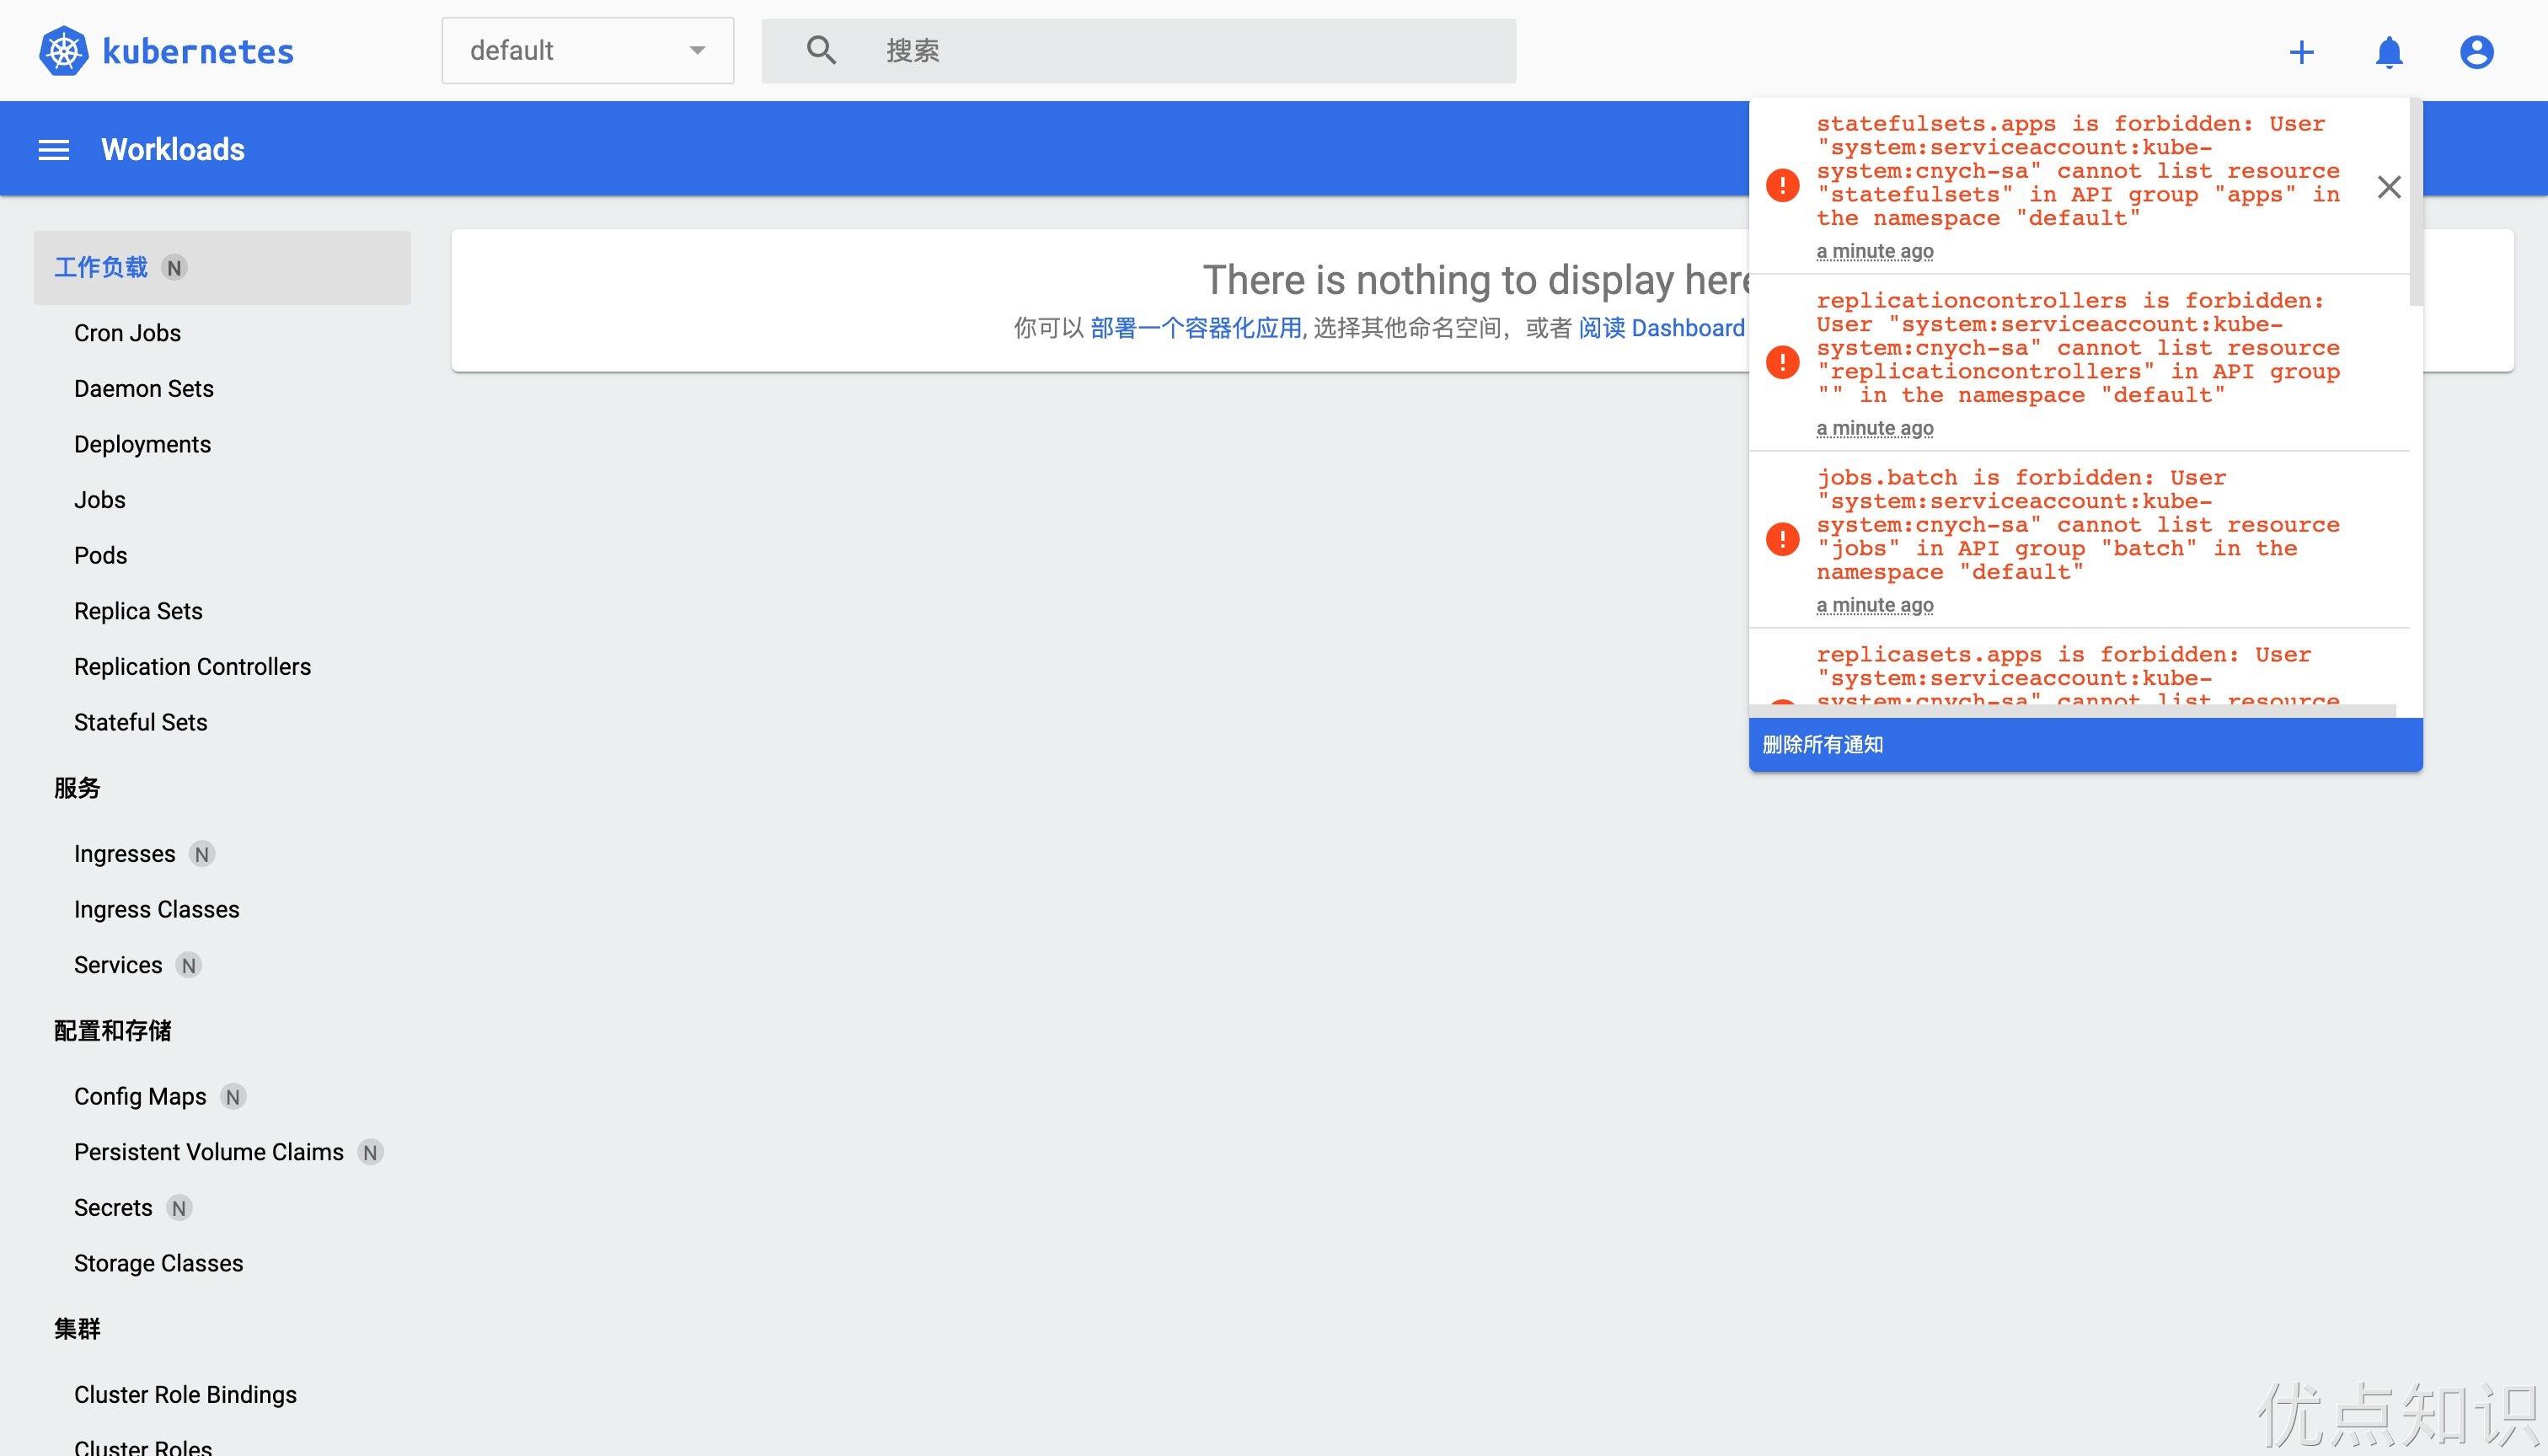 kubernetes
default
搜索
Workloads
工作负载 N
Cron Jobs
Daemon Sets
Deployments
Jobs
Pods
Replica Sets
Replication Controllers
Stateful Sets
服务
Ingresses N
Ingress Classes
Services N
配置和存储
Config Maps N
Persistent Volume Claims N
Secrets N
Storage Classes
集群
Cluster Role Bindings
Cluster Roles
There is nothing to display here
你可以 部署一个容器化应用, 选择其他命名空间，或者 阅读 Dashboard
statefulsets.apps is forbidden: User
"system:serviceaccount:kube-
system:cnych-sa" cannot list resource
"statefulsets" in API group "apps" in
the namespace "default"
a minute ago
replicationcontrollers is forbidden:
User "system:serviceaccount:kube-
system:cnych-sa" cannot list resource
"replicationcontrollers" in API group
"" in the namespace "default"
a minute ago
jobs.batch is forbidden: User
"system:serviceaccount:kube-
system:cnych-sa" cannot list resource
"jobs" in API group "batch" in the
namespace "default"
a minute ago
replicasets.apps is forbidden: User
"system:serviceaccount:kube-
system:cnych-sa" cannot list resource
删除所有通知
优点知识